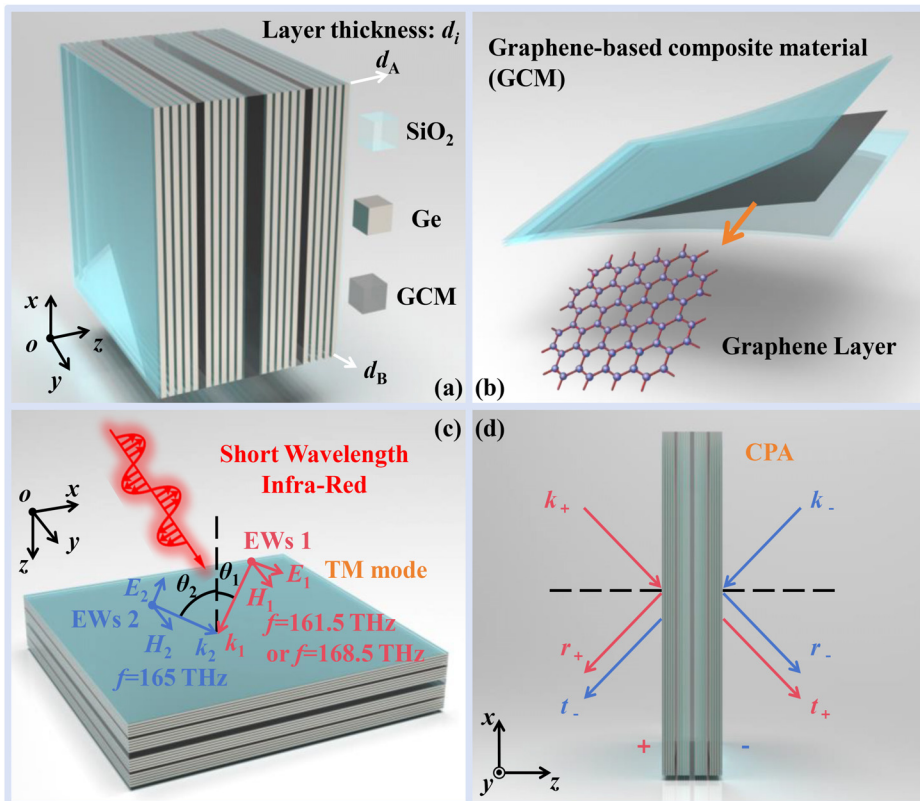 Layer thickness: dᵢ
d_A
SiO₂
Ge
GCM
d_B
x
o
z
y
(a)
(b)
Graphene-based composite material
(GCM)
Graphene Layer
(c)
Short Wavelength
Infra-Red
o
x
y
z
EWs 1
TM mode
θ₂
θ₁
E₁
H₁
E₂
EWs 2
H₂
k₂
k₁
f=161.5 THz
or f=168.5 THz
f=165 THz
(d)
CPA
k₊
k₋
r₊
r₋
t₋
t₊
+
-
x
y
z